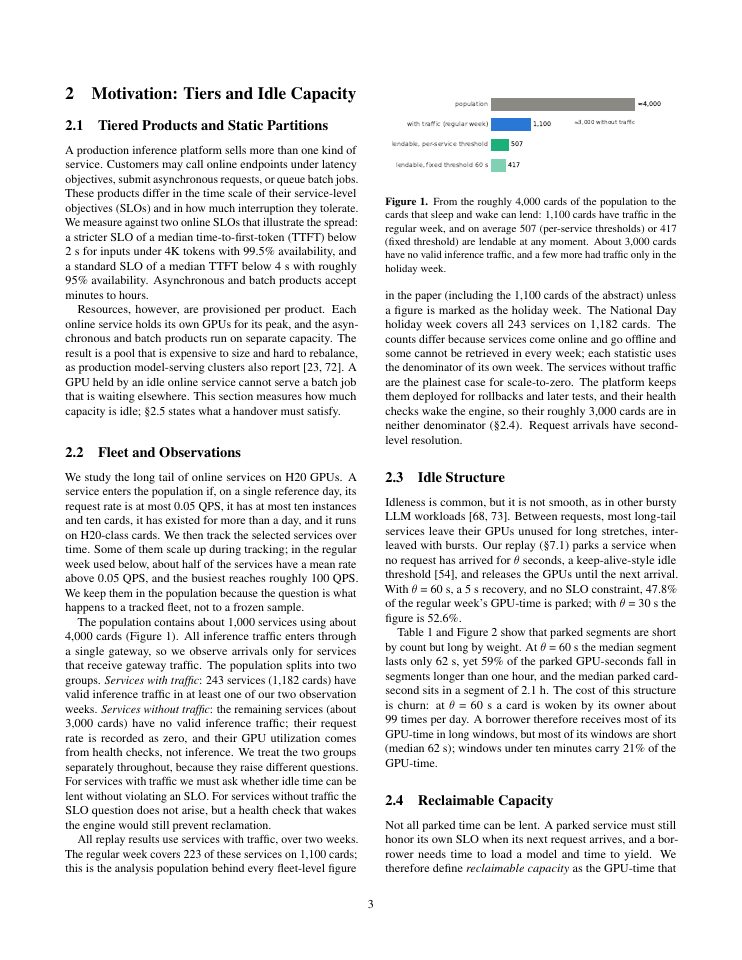 2 Motivation: Tiers and Idle Capacity
2.1 Tiered Products and Static Partitions
A production inference platform sells more than one kind of
service. Customers may call online endpoints under latency
objectives, submit asynchronous requests, or queue batch jobs.
These products differ in the time scale of their service-level
objectives (SLOs) and in how much interruption they tolerate.
We measure against two online SLOs that illustrate the spread:
a stricter SLO of a median time-to-first-token (TTFT) below
2 s for inputs under 4K tokens with 99.5% availability, and
a standard SLO of a median TTFT below 4 s with roughly
95% availability. Asynchronous and batch products accept
minutes to hours.
Resources, however, are provisioned per product. Each
online service holds its own GPUs for its peak, and the asyn-
chronous and batch products run on separate capacity. The
result is a pool that is expensive to size and hard to rebalance,
as production model-serving clusters also report [23, 72]. A
GPU held by an idle online service cannot serve a batch job
that is waiting elsewhere. This section measures how much
capacity is idle; §2.5 states what a handover must satisfy.
2.2 Fleet and Observations
We study the long tail of online services on H20 GPUs. A
service enters the population if, on a single reference day, its
request rate is at most 0.05 QPS, it has at most ten instances
and ten cards, it has existed for more than a day, and it runs
on H20-class cards. We then track the selected services over
time. Some of them scale up during tracking; in the regular
week used below, about half of the services have a mean rate
above 0.05 QPS, and the busiest reaches roughly 100 QPS.
We keep them in the population because the question is what
happens to a tracked fleet, not to a frozen sample.
The population contains about 1,000 services using about
4,000 cards (Figure 1). All inference traffic enters through
a single gateway, so we observe arrivals only for services
that receive gateway traffic. The population splits into two
groups. Services with traffic: 243 services (1,182 cards) have
valid inference traffic in at least one of our two observation
weeks. Services without traffic: the remaining services (about
3,000 cards) have no valid inference traffic; their request
rate is recorded as zero, and their GPU utilization comes
from health checks, not inference. We treat the two groups
separately throughout, because they raise different questions.
For services with traffic we must ask whether idle time can be
lent without violating an SLO. For services without traffic the
SLO question does not arise, but a health check that wakes
the engine would still prevent reclamation.
All replay results use services with traffic, over two weeks.
The regular week covers 223 of these services on 1,100 cards;
this is the analysis population behind every fleet-level figure
population ≈4,000
with traffic (regular week) 1,100 ≈3,000 without traffic
lendable, per-service threshold 507
lendable, fixed threshold 60 s 417
Figure 1. From the roughly 4,000 cards of the population to the
cards that sleep and wake can lend: 1,100 cards have traffic in the
regular week, and on average 507 (per-service thresholds) or 417
(fixed threshold) are lendable at any moment. About 3,000 cards
have no valid inference traffic, and a few more had traffic only in the
holiday week.
in the paper (including the 1,100 cards of the abstract) unless
a figure is marked as the holiday week. The National Day
holiday week covers all 243 services on 1,182 cards. The
counts differ because services come online and go offline and
some cannot be retrieved in every week; each statistic uses
the denominator of its own week. The services without traffic
are the plainest case for scale-to-zero. The platform keeps
them deployed for rollbacks and later tests, and their health
checks wake the engine, so their roughly 3,000 cards are in
neither denominator (§2.4). Request arrivals have second-
level resolution.
2.3 Idle Structure
Idleness is common, but it is not smooth, as in other bursty
LLM workloads [68, 73]. Between requests, most long-tail
services leave their GPUs unused for long stretches, inter-
leaved with bursts. Our replay (§7.1) parks a service when
no request has arrived for θ seconds, a keep-alive-style idle
threshold [54], and releases the GPUs until the next arrival.
With θ = 60 s, a 5 s recovery, and no SLO constraint, 47.8%
of the regular week's GPU-time is parked; with θ = 30 s the
figure is 52.6%.
Table 1 and Figure 2 show that parked segments are short
by count but long by weight. At θ = 60 s the median segment
lasts only 62 s, yet 59% of the parked GPU-seconds fall in
segments longer than one hour, and the median parked card-
second sits in a segment of 2.1 h. The cost of this structure
is churn: at θ = 60 s a card is woken by its owner about
99 times per day. A borrower therefore receives most of its
GPU-time in long windows, but most of its windows are short
(median 62 s); windows under ten minutes carry 21% of the
GPU-time.
2.4 Reclaimable Capacity
Not all parked time can be lent. A parked service must still
honor its own SLO when its next request arrives, and a bor-
rower needs time to load a model and time to yield. We
therefore define reclaimable capacity as the GPU-time that
3